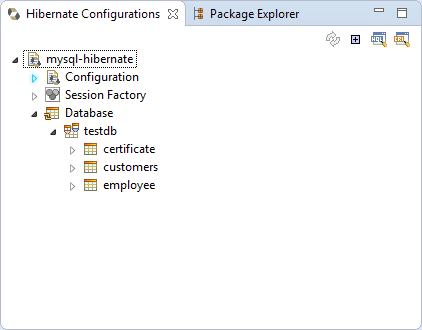 Hibernate Configurations Package Explorer
mysql-hibernate
Configuration
Session Factory
Database
testdb
certificate
customers
employee